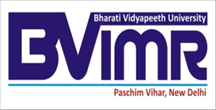 Bharati Vidyapeeth University
BVIMR
Paschim Vihar, New Delhi